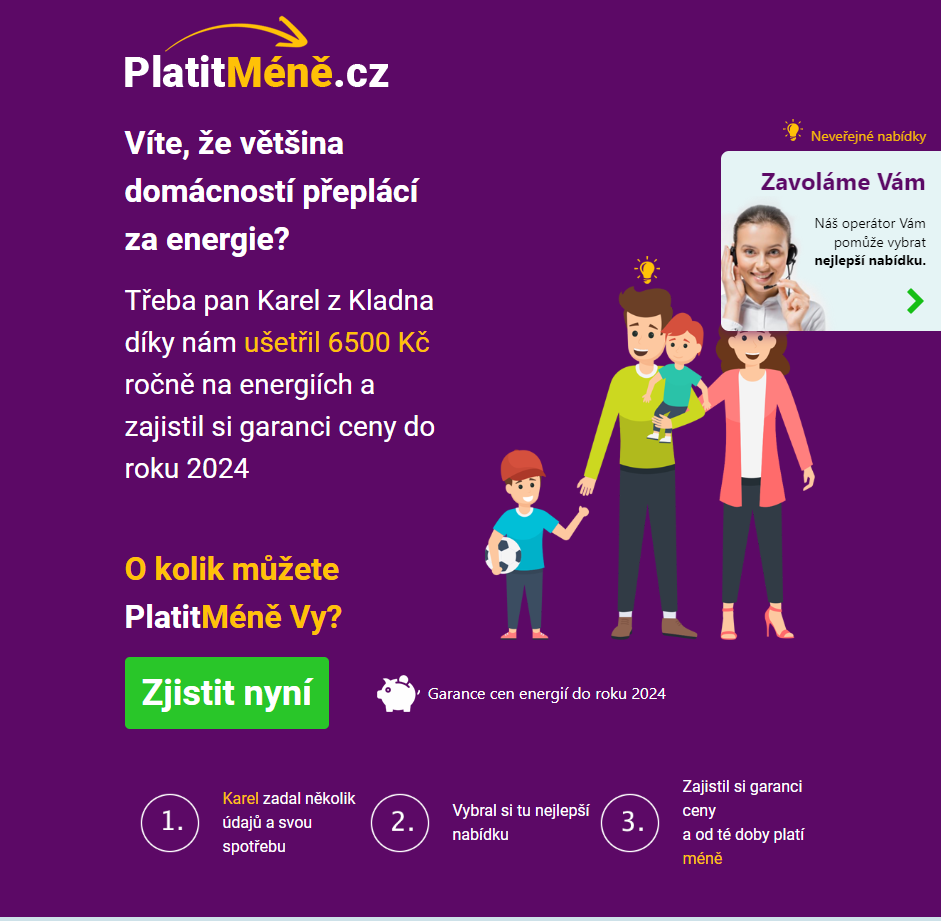 PlatitMéně.cz
Víte, že většina
domácností přeplácí
za energie?
Neveřejné nabídky
Zavoláme Vám
Náš operátor Vám
pomůže vybrat
nejlepší nabídku.
Třeba pan Karel z Kladna
díky nám ušetřil 6500 Kč
ročně na energiích a
zajistil si garanci ceny do
roku 2024
O kolik můžete
PlatitMéně Vy?
Zjistit nyní
Garance cen energií do roku 2024
1.
Karel zadal několik
údajů a svou
spotřebu
2.
Vybral si tu nejlepší
nabídku
3.
Zajistil si garanci
ceny
a od té doby platí
méně